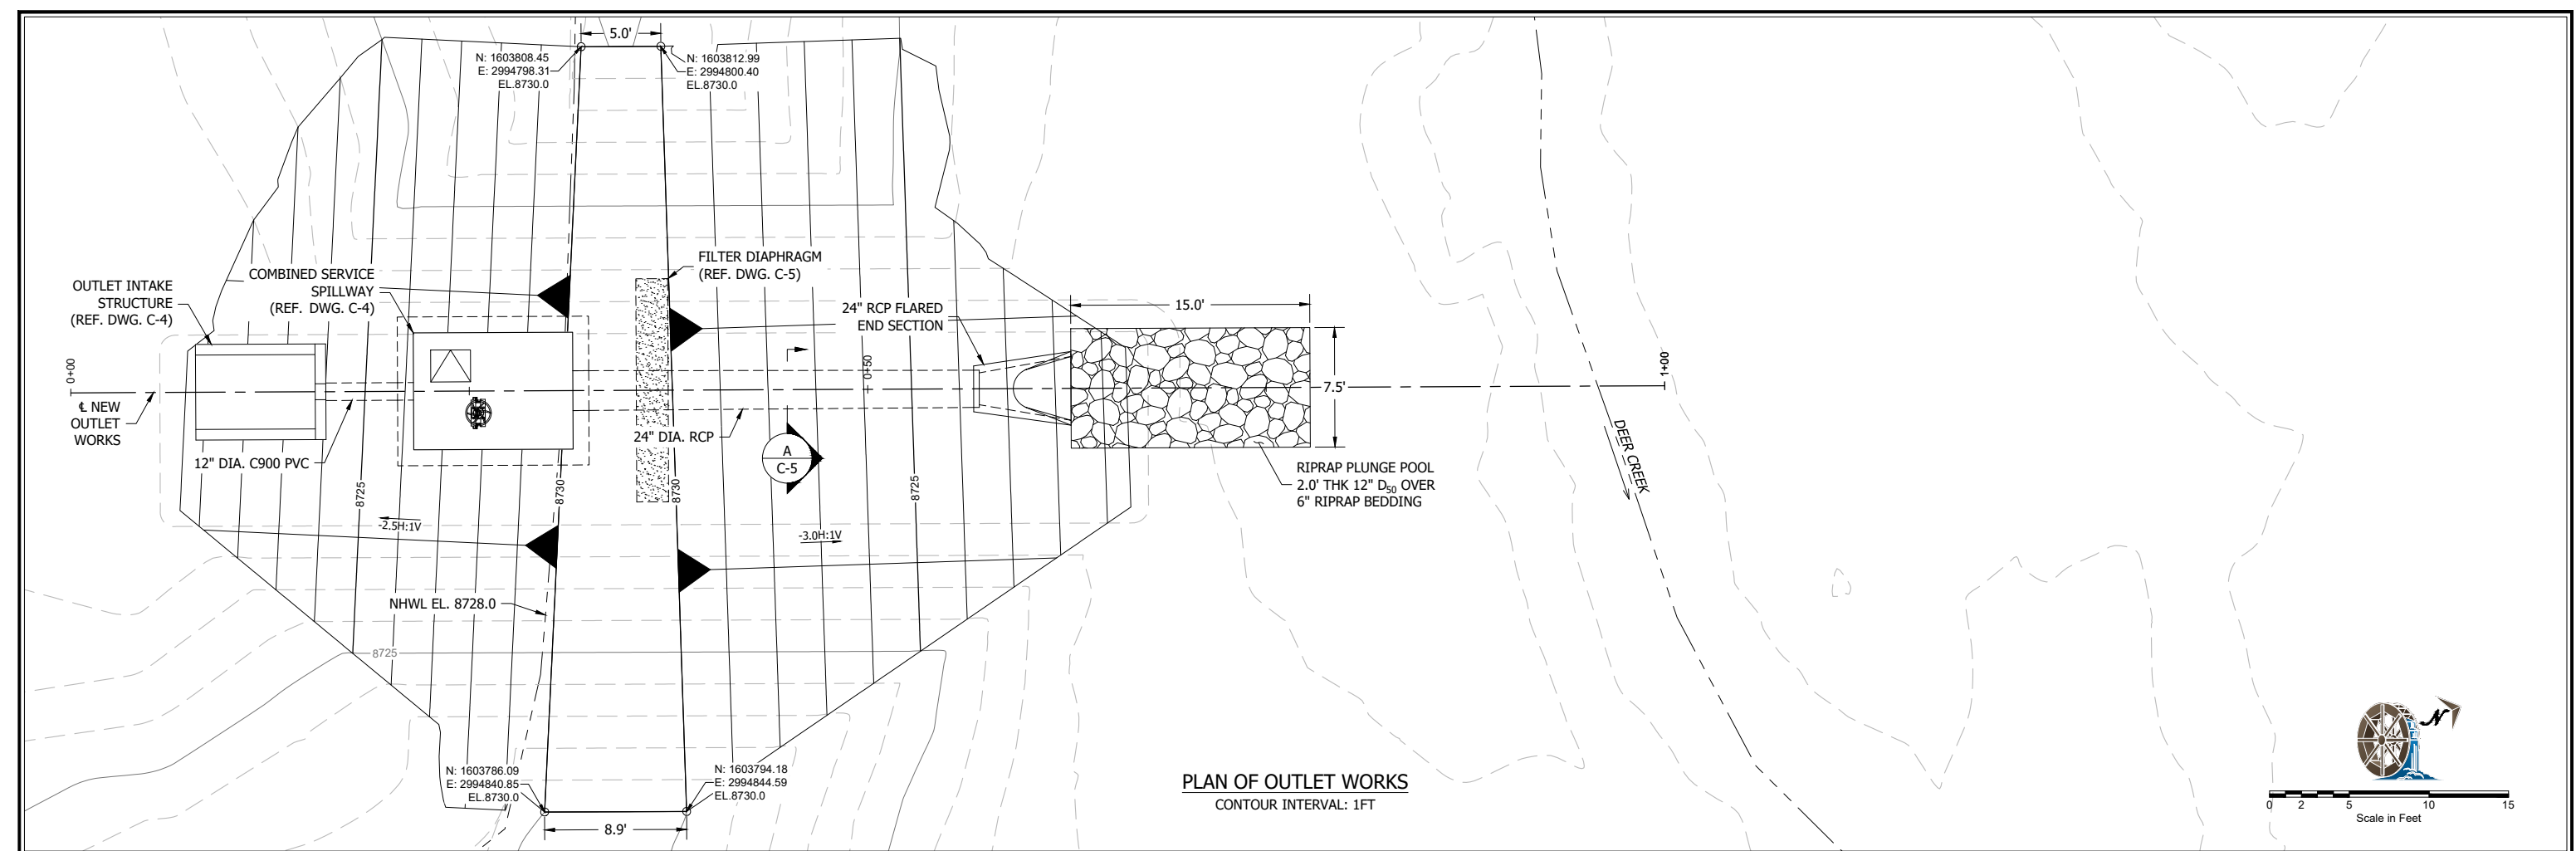 5.0'
N: 1603808.45
E: 2994798.31
EL.8730.0
N: 1603812.99
E: 2994800.40
EL.8730.0
OUTLET INTAKE
STRUCTURE
(REF. DWG. C-4)
COMBINED SERVICE
SPILLWAY
(REF. DWG. C-4)
FILTER DIAPHRAGM
(REF. DWG. C-5)
24" RCP FLARED
END SECTION
15.0'
7.5'
0+00
0+50
1+00
℄ NEW
OUTLET
WORKS
12" DIA. C900 PVC
24" DIA. RCP
A
C-5
8725
8730
8730
8725
-2.5H:1V
-3.0H:1V
DEER CREEK
RIPRAP PLUNGE POOL
2.0' THK 12" D50 OVER
6" RIPRAP BEDDING
NHWL EL. 8728.0
8725
N: 1603786.09
E: 2994840.85
EL.8730.0
N: 1603794.18
E: 2994844.59
EL.8730.0
8.9'
PLAN OF OUTLET WORKS
CONTOUR INTERVAL: 1FT
N
0 2 5 10 15
Scale in Feet